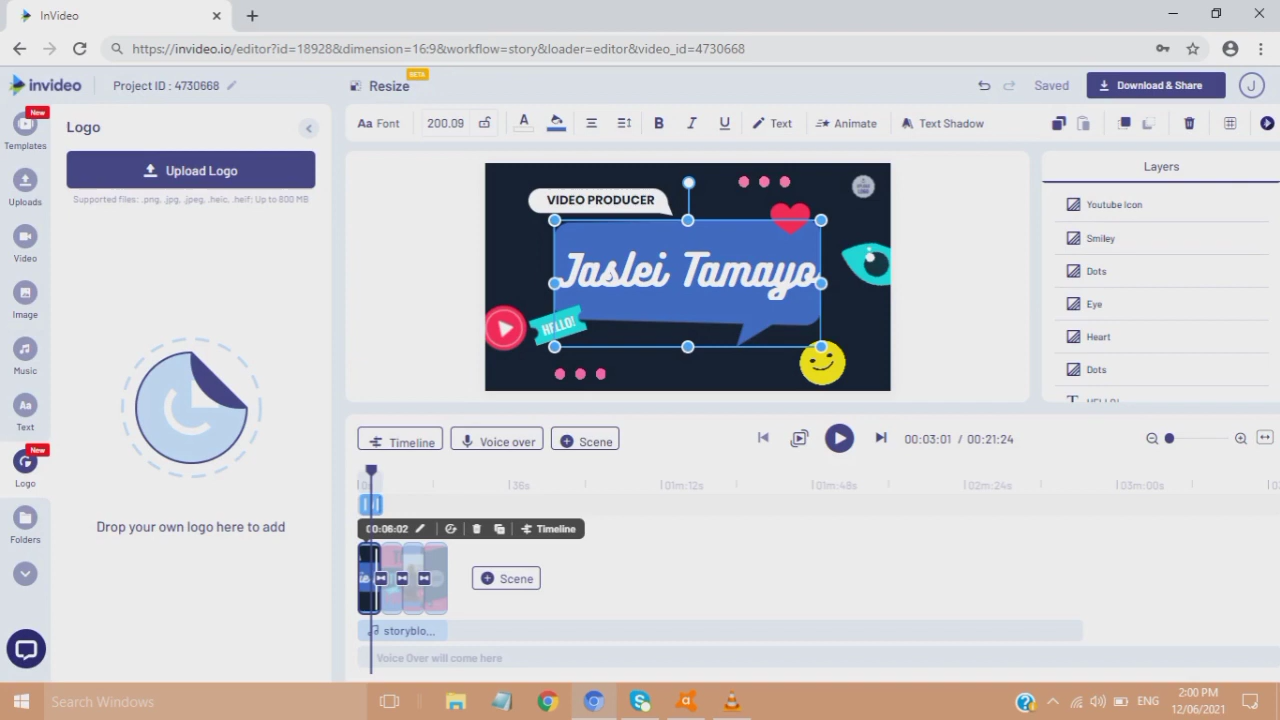 InVideo
https://invideo.io/editor?id=18928&dimension=16:9&workflow=story&loader=editor&video_id=4730668
invideo
Project ID : 4730668
Resize
BETA
Saved
Download & Share
J
New
Templates
Uploads
Video
Image
Music
Aa
Text
New
Logo
Folders
Logo
Upload Logo
Supported files: .png, .jpg, .jpeg, .heic, .heif; Up to 800 MB
Drop your own logo here to add
Aa Font
200.09
A
B
I
U
Text
Animate
A Text Shadow
VIDEO PRODUCER
UPLOAD LOGO
Jaslei Tamayo
HELLO!
Layers
Youtube Icon
Smiley
Dots
Eye
Heart
Dots
T HELLO!
Timeline
Voice over
Scene
00:03:01 / 00:21:24
0s
36s
01m:12s
01m:48s
02m:24s
03m:00s
00:06:02
Timeline
Scene
storyblo...
Voice Over will come here
Search Windows
ENG
2:00 PM
12/06/2021